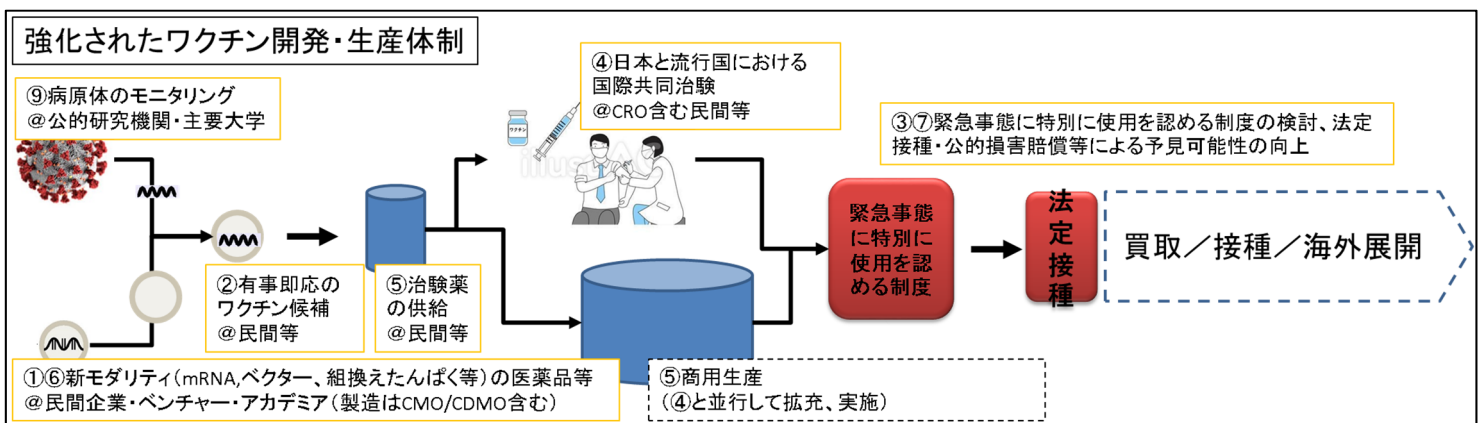 強化されたワクチン開発・生産体制
⑨病原体のモニタリング
＠公的研究機関・主要大学
④日本と流行国における
国際共同治験
＠CRO含む民間等
ワクチン
③⑦緊急事態に特別に使用を認める制度の検討、法定
接種・公的損害賠償等による予見可能性の向上
②有事即応の
ワクチン候補
＠民間等
⑤治験薬
の供給
＠民間等
緊急事態
に特別に
使用を認
める制度
法定接種
買取／接種／海外展開
①⑥新モダリティ（mRNA,ベクター、組換えたんぱく等）の医薬品等
＠民間企業・ベンチャー・アカデミア（製造はCMO/CDMO含む）
⑤商用生産
（④と並行して拡充、実施）